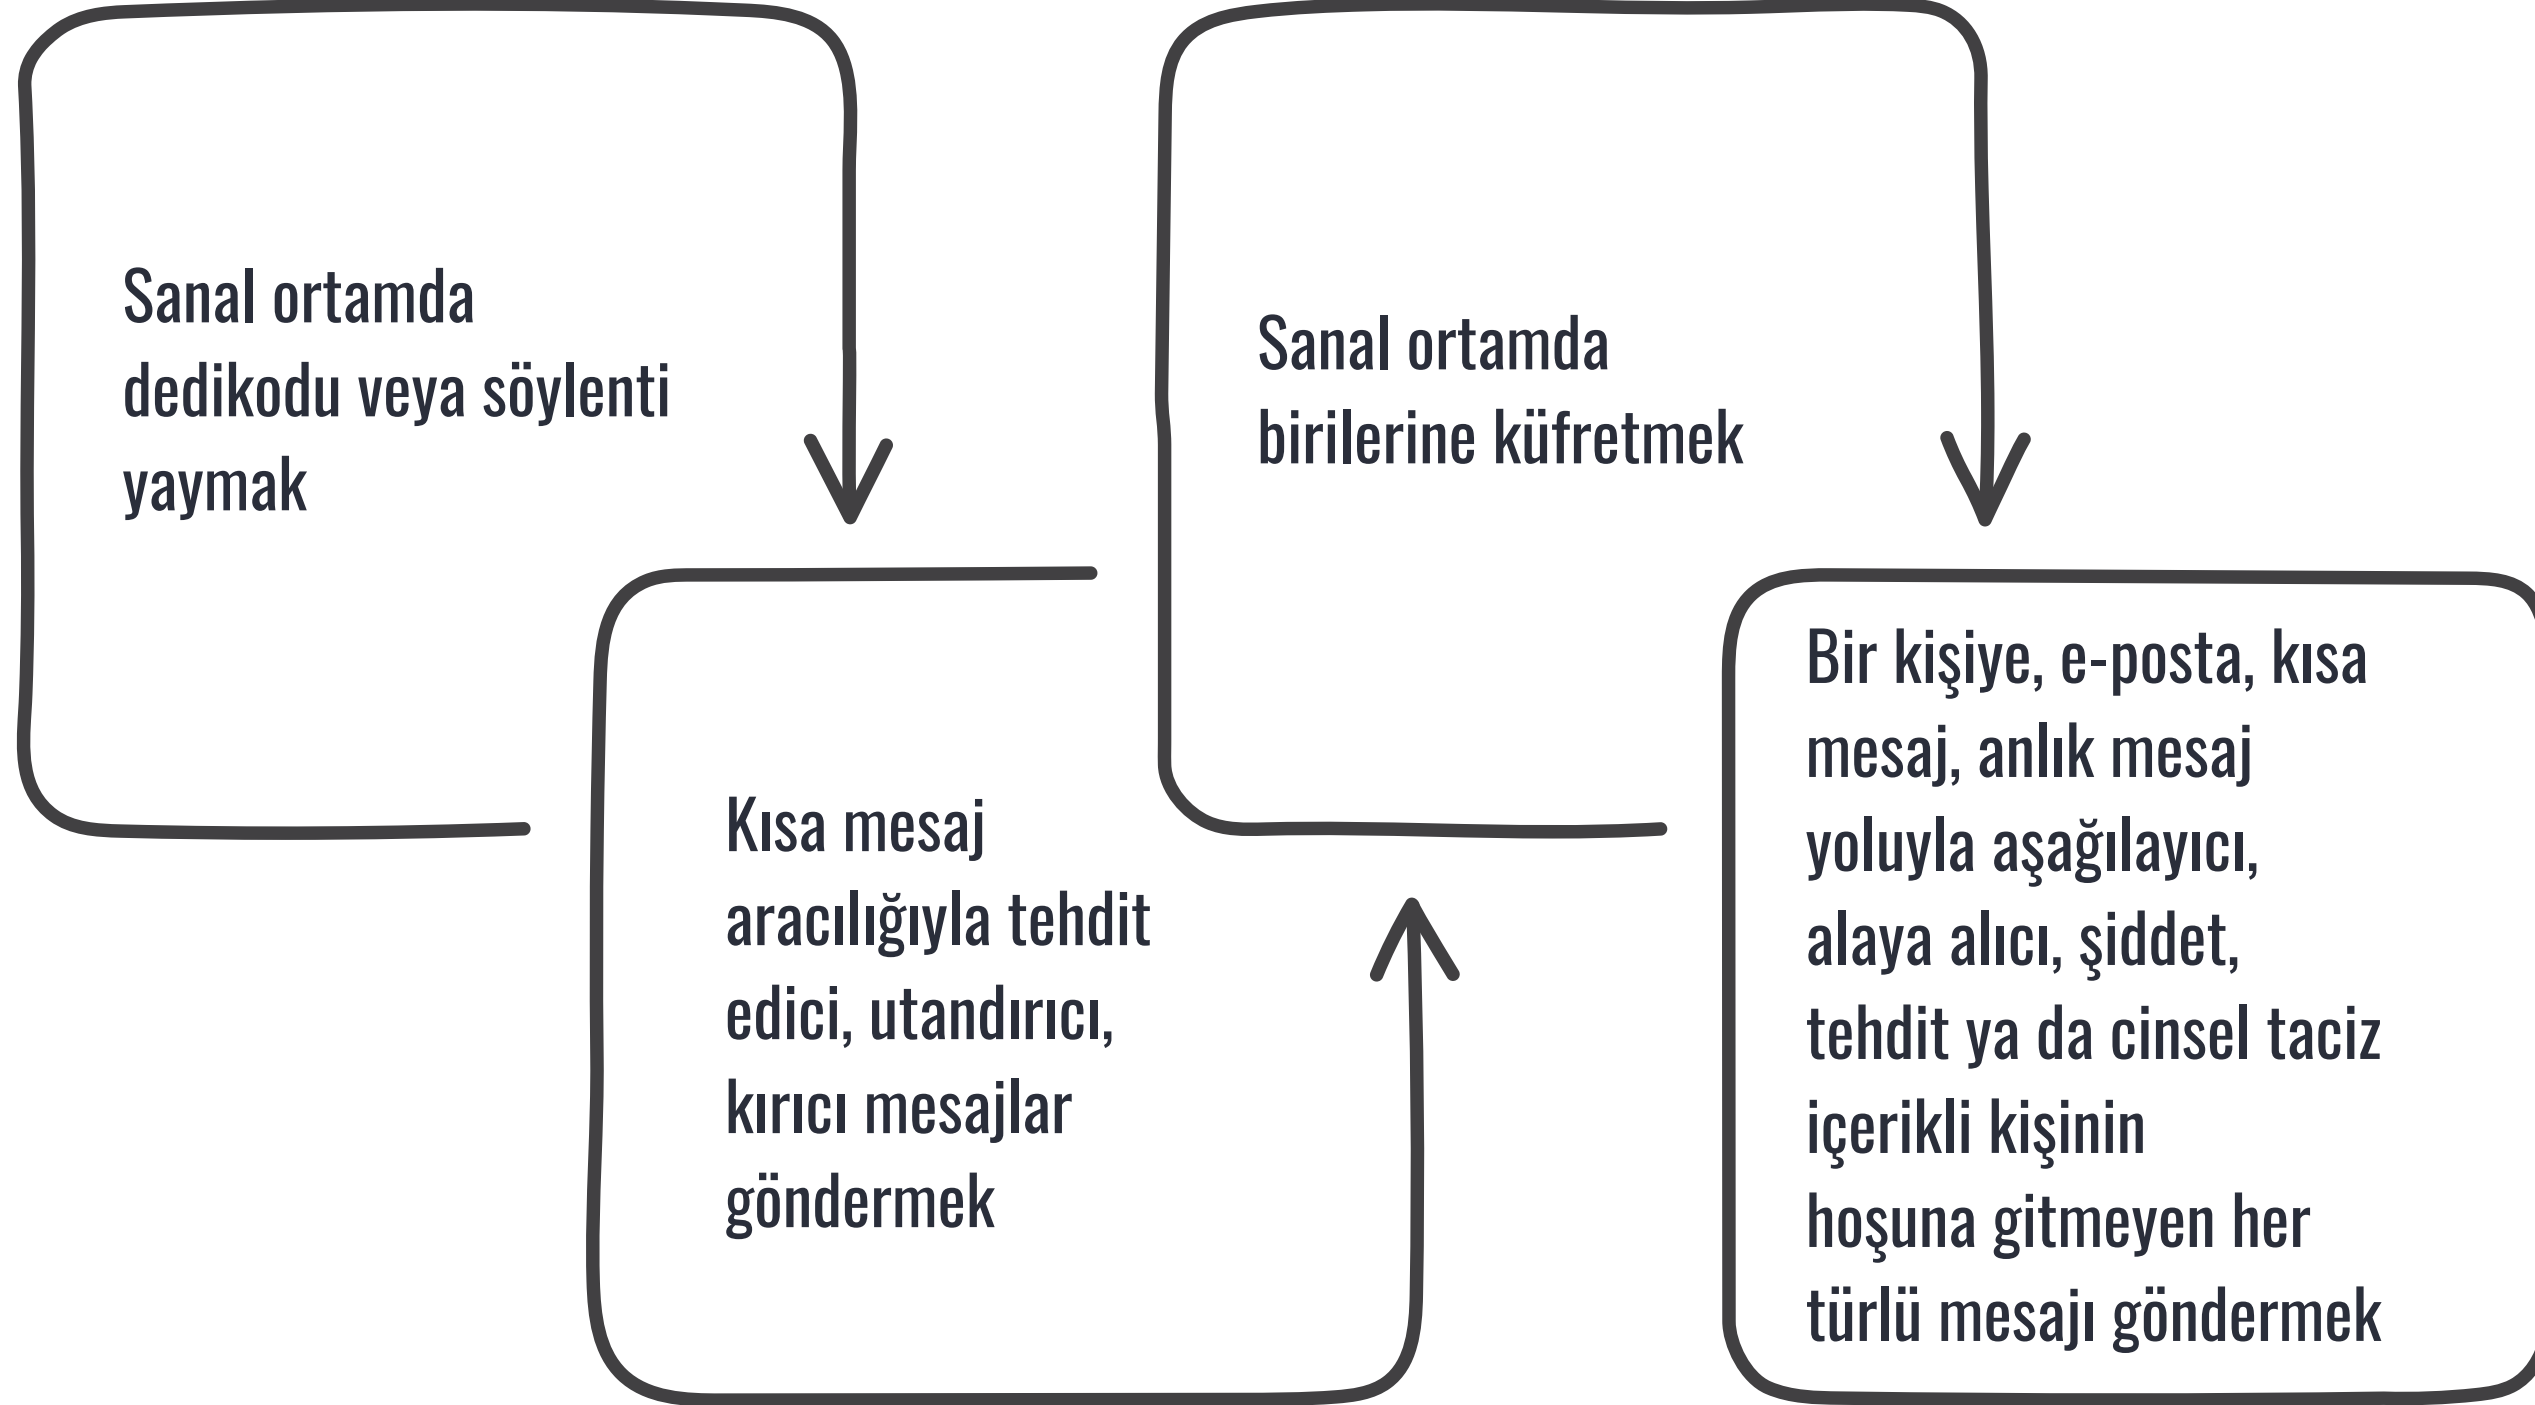 Sanal ortamda
dedikodu veya söylenti
yaymak
Kısa mesaj
aracılığıyla tehdit
edici, utandırıcı,
kırıcı mesajlar
göndermek
Sanal ortamda
birilerine küfretmek
Bir kişiye, e-posta, kısa
mesaj, anlık mesaj
yoluyla aşağılayıcı,
alaya alıcı, şiddet,
tehdit ya da cinsel taciz
içerikli kişinin
hoşuna gitmeyen her
türlü mesajı göndermek